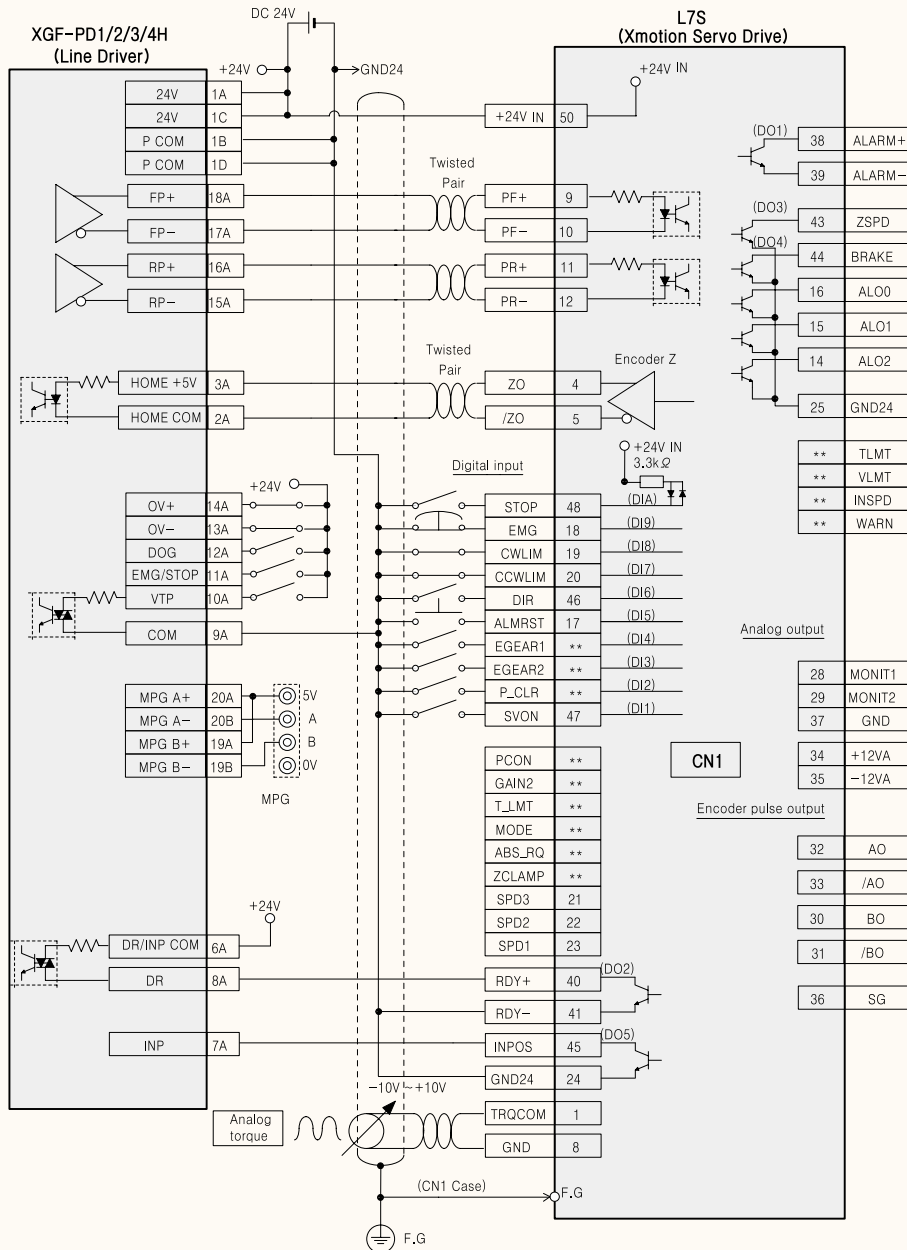 DC 24V
XGF-PD1/2/3/4H
(Line Driver)
L7S
(Xmotion Servo Drive)
+24V
GND24
+24V IN
24V 1A
24V 1C
P COM 1B
P COM 1D
+24V IN 50
Twisted
Pair
FP+ 18A
FP- 17A
RP+ 16A
RP- 15A
PF+ 9
PF- 10
PR+ 11
PR- 12
(DO1)
38 ALARM+
39 ALARM-
(DO3)
43 ZSPD
(DO4)
44 BRAKE
16 ALO0
15 ALO1
14 ALO2
25 GND24
Twisted
Pair
HOME +5V 3A
HOME COM 2A
ZO 4
/ZO 5
Encoder Z
+24V IN
3.3kΩ
** TLMT
** VLMT
** INSPD
** WARN
Digital input
+24V
OV+ 14A
OV- 13A
DOG 12A
EMG/STOP 11A
VTP 10A
COM 9A
STOP 48 (DIA)
EMG 18 (DI9)
CWLIM 19 (DI8)
CCWLIM 20 (DI7)
DIR 46 (DI6)
ALMRST 17 (DI5)
EGEAR1 ** (DI4)
EGEAR2 ** (DI3)
P_CLR ** (DI2)
SVON 47 (DI1)
Analog output
28 MONIT1
29 MONIT2
37 GND
34 +12VA
35 -12VA
MPG A+ 20A
MPG A- 20B
MPG B+ 19A
MPG B- 19B
5V
A
B
0V
MPG
CN1
PCON **
GAIN2 **
T_LMT **
MODE **
ABS_RQ **
ZCLAMP **
SPD3 21
SPD2 22
SPD1 23
Encoder pulse output
32 AO
33 /AO
30 BO
31 /BO
36 SG
+24V
DR/INP COM 6A
DR 8A
INP 7A
RDY+ 40 (DO2)
RDY- 41
INPOS 45 (DO5)
GND24 24
-10V ~ +10V
Analog
torque
TRQCOM 1
GND 8
(CN1 Case)
F.G
F.G